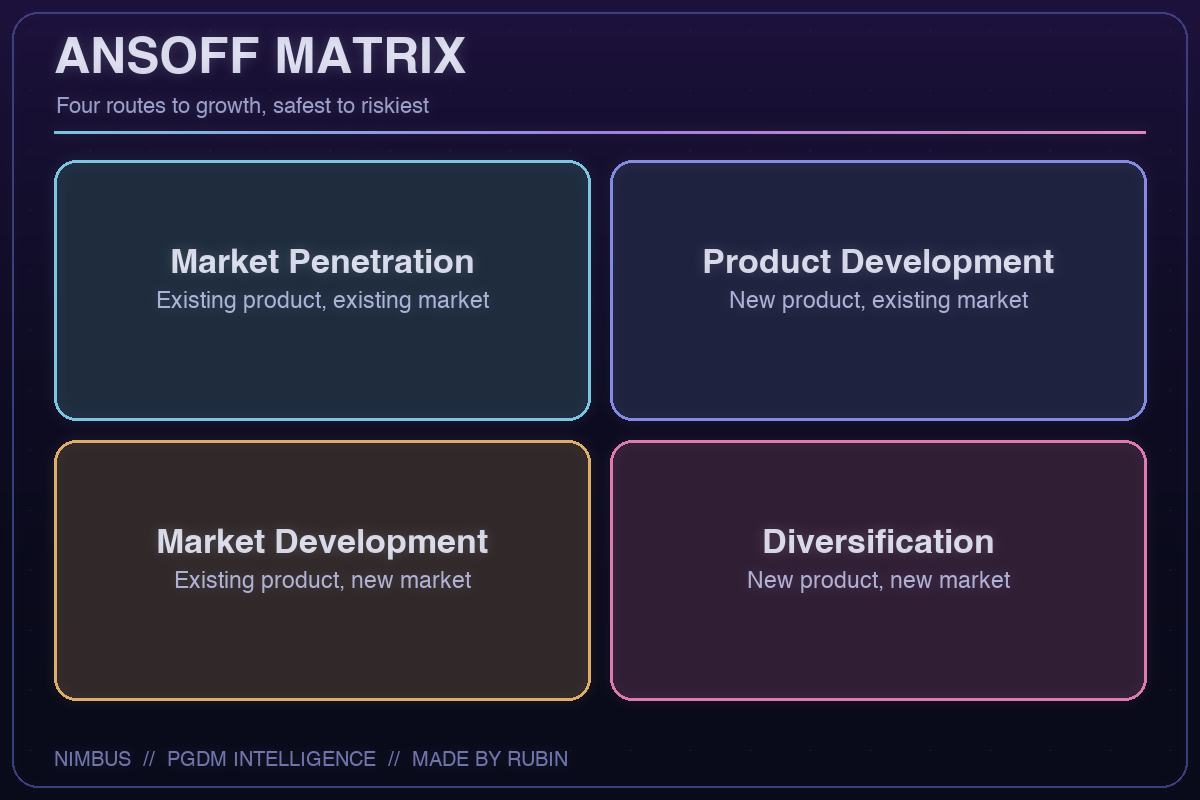 ANSOFF MATRIX
Four routes to growth, safest to riskiest
Market Penetration
Existing product, existing market
Product Development
New product, existing market
Market Development
Existing product, new market
Diversification
New product, new market
NIMBUS // PGDM INTELLIGENCE // MADE BY RUBIN